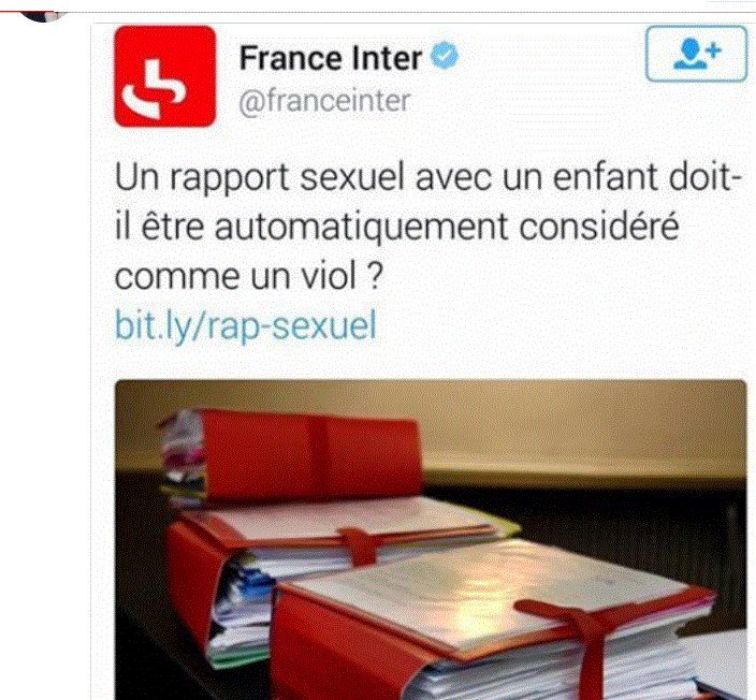 France Inter
@franceinter
Un rapport sexuel avec un enfant doit-
il être automatiquement considéré
comme un viol ?
bit.ly/rap-sexuel